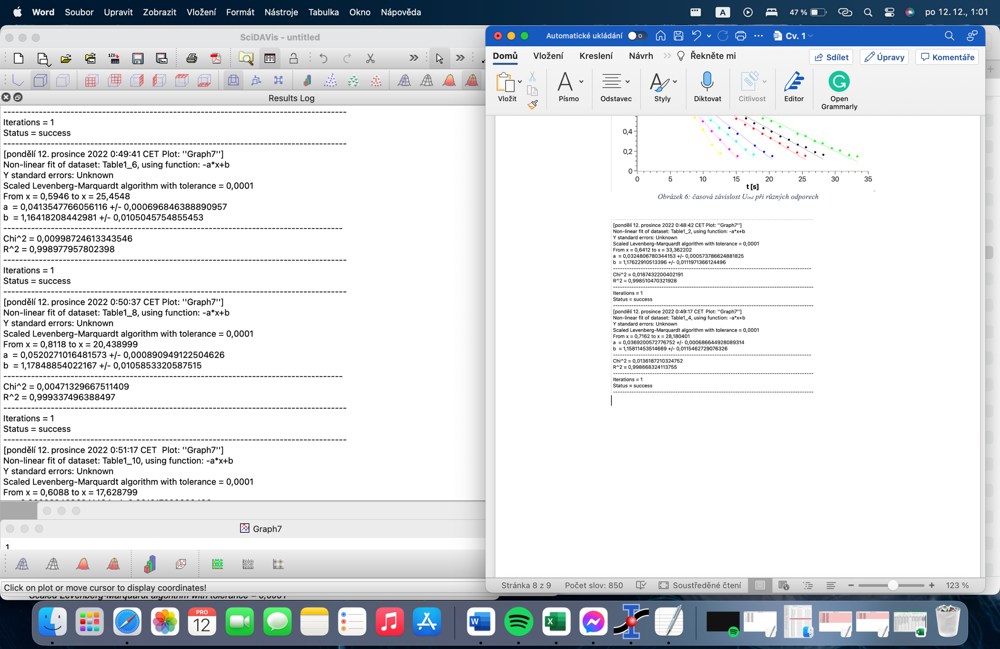 Word Soubor Upravit Zobrazit Vložení Formát Nástroje Tabulka Okno Nápověda
A 47 % po 12. 12., 1:01
SciDAVis - untitled
Results Log
--------------------------------------------------------------------------------
Iterations = 1
Status = success
--------------------------------------------------------------------------------
[pondělí 12. prosince 2022 0:49:41 CET Plot: ''Graph7'']
Non-linear fit of dataset: Table1_6, using function: -a*x+b
Y standard errors: Unknown
Scaled Levenberg-Marquardt algorithm with tolerance = 0,0001
From x = 0,5946 to x = 25,4548
a = 0,0413547766056116 +/- 0,000696846388890957
b = 1,16418208442981 +/- 0,0105045754855453
--------------------------------------------------------------------------------
Chi^2 = 0,00998724613343546
R^2 = 0,998977957802398
--------------------------------------------------------------------------------
Iterations = 1
Status = success
--------------------------------------------------------------------------------
[pondělí 12. prosince 2022 0:50:37 CET Plot: ''Graph7'']
Non-linear fit of dataset: Table1_8, using function: -a*x+b
Y standard errors: Unknown
Scaled Levenberg-Marquardt algorithm with tolerance = 0,0001
From x = 0,8118 to x = 20,438999
a = 0,0520271016481573 +/- 0,000890949122504626
b = 1,17848854022167 +/- 0,0105853320587515
--------------------------------------------------------------------------------
Chi^2 = 0,00471329667511409
R^2 = 0,999337496388497
--------------------------------------------------------------------------------
Iterations = 1
Status = success
--------------------------------------------------------------------------------
[pondělí 12. prosince 2022 0:51:17 CET Plot: ''Graph7'']
Non-linear fit of dataset: Table1_10, using function: -a*x+b
Y standard errors: Unknown
Scaled Levenberg-Marquardt algorithm with tolerance = 0,0001
From x = 0,6088 to x = 17,628799
Graph7
1
Click on plot or move cursor to display coordinates!
Scaled Levenberg-Marquardt algorithm with tolerance = 0,0001
Automatické ukládání Cv. 1
Domů Vložení Kreslení Návrh Řekněte mi Sdílet Úpravy Komentáře
Vložit Písmo Odstavec Styly Diktovat Citlivost Editor Open Grammarly
0,4
0,2
0
0 5 10 15 20 25 30 35
t [s]
Obrázek 6: časová závislost Uind při různých odporech
--------------------------------------------------------------------------------
[pondělí 12. prosince 2022 0:48:42 CET Plot: ''Graph7'']
Non-linear fit of dataset: Table1_2, using function: -a*x+b
Y standard errors: Unknown
Scaled Levenberg-Marquardt algorithm with tolerance = 0,0001
From x = 0,6412 to x = 33,362202
a = 0,0324806780344153 +/- 0,000573786624881825
b = 1,17622910513396 +/- 0,0111971366124496
--------------------------------------------------------------------------------
Chi^2 = 0,0187432200402191
R^2 = 0,998510470321928
--------------------------------------------------------------------------------
Iterations = 1
Status = success
--------------------------------------------------------------------------------
[pondělí 12. prosince 2022 0:49:17 CET Plot: ''Graph7'']
Non-linear fit of dataset: Table1_4, using function: -a*x+b
Y standard errors: Unknown
Scaled Levenberg-Marquardt algorithm with tolerance = 0,0001
From x = 0,7162 to x = 28,180401
a = 0,0369200572776752 +/- 0,000686644928089314
b = 1,15811453514669 +/- 0,0115462729076326
--------------------------------------------------------------------------------
Chi^2 = 0,0136187210324752
R^2 = 0,998668324113755
--------------------------------------------------------------------------------
Iterations = 1
Status = success
--------------------------------------------------------------------------------
Stránka 8 z 9 Počet slov: 850 Soustředěné čtení 123 %
PRO
12